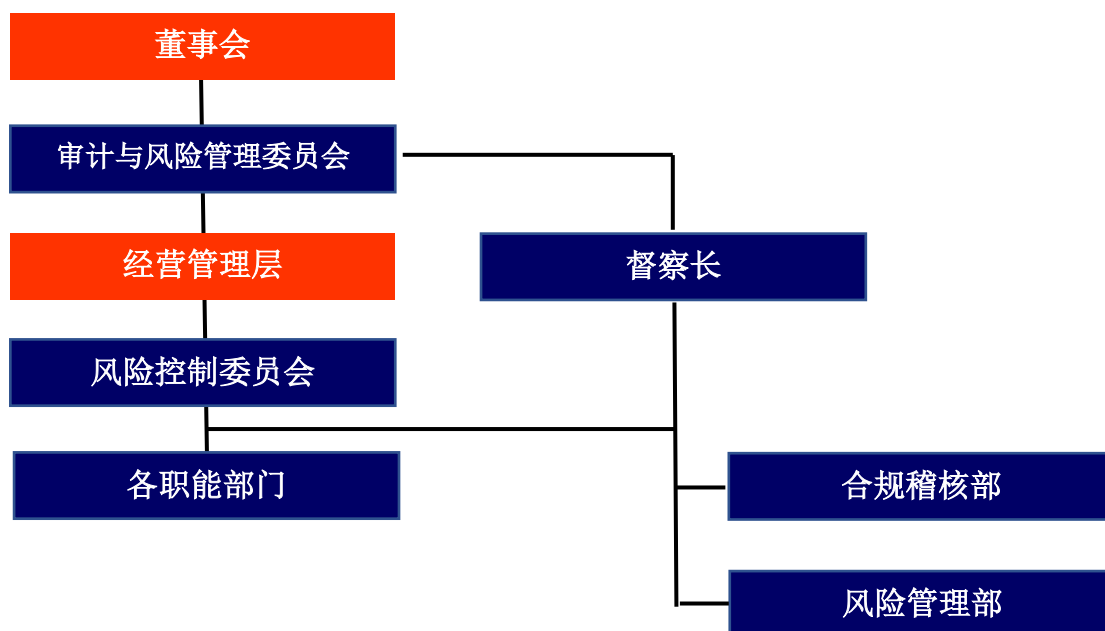 董事会
审计与风险管理委员会
经营管理层
督察长
风险控制委员会
各职能部门
合规稽核部
风险管理部